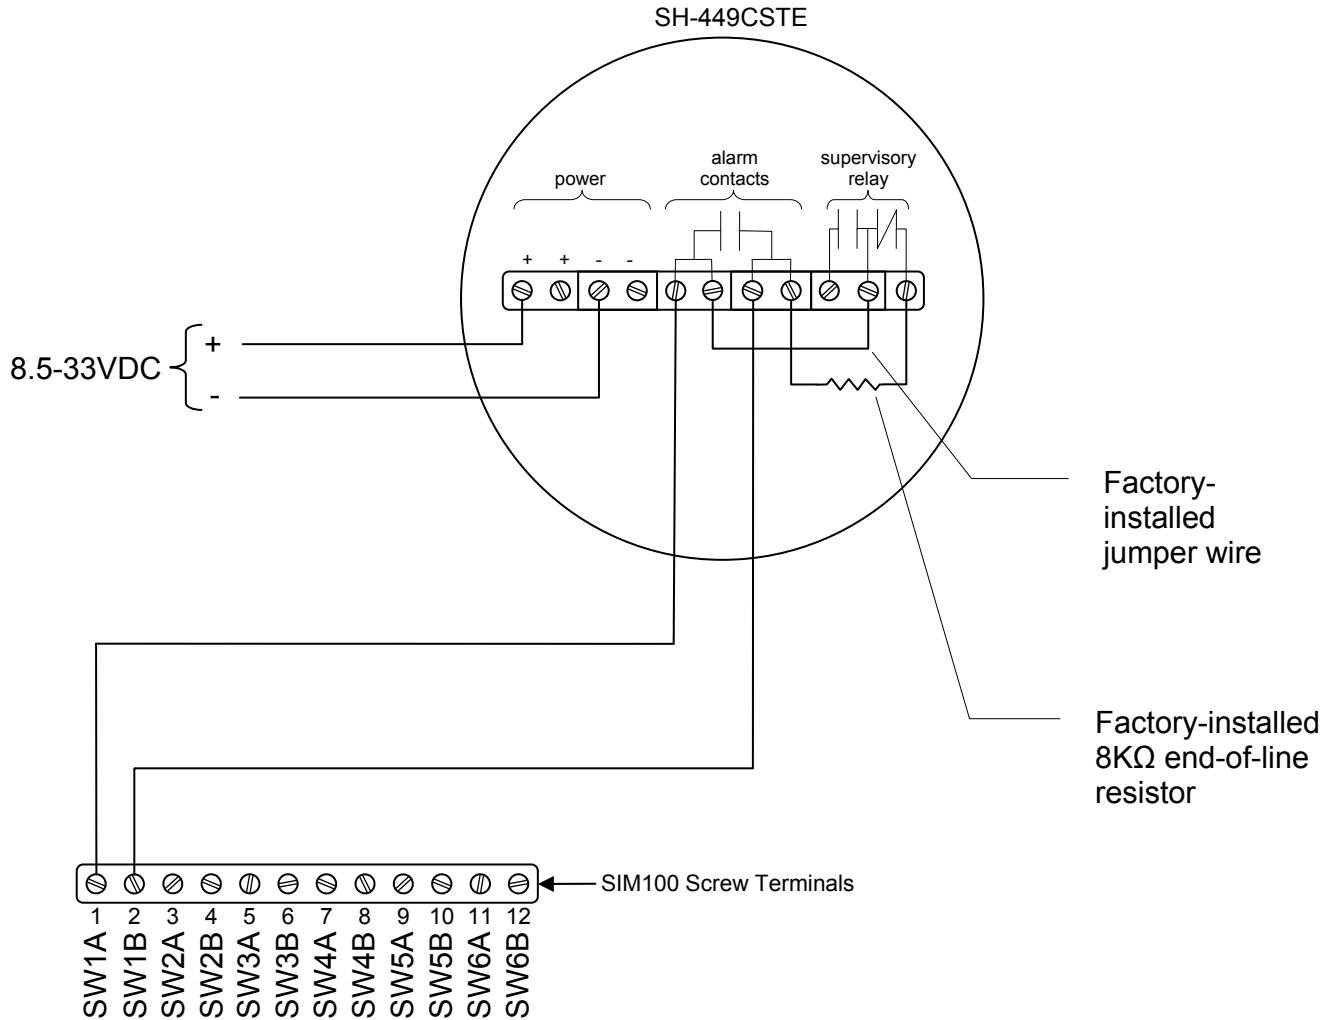 SH-449CSTE
alarm
contacts
supervisory
relay
power
+ + - -
8.5-33VDC
+
-
Factory-
installed
jumper wire
Factory-installed
8KΩ end-of-line
resistor
SIM100 Screw Terminals
1 2 3 4 5 6 7 8 9 10 11 12
SW1A
SW1B
SW2A
SW2B
SW3A
SW3B
SW4A
SW4B
SW5A
SW5B
SW6A
SW6B